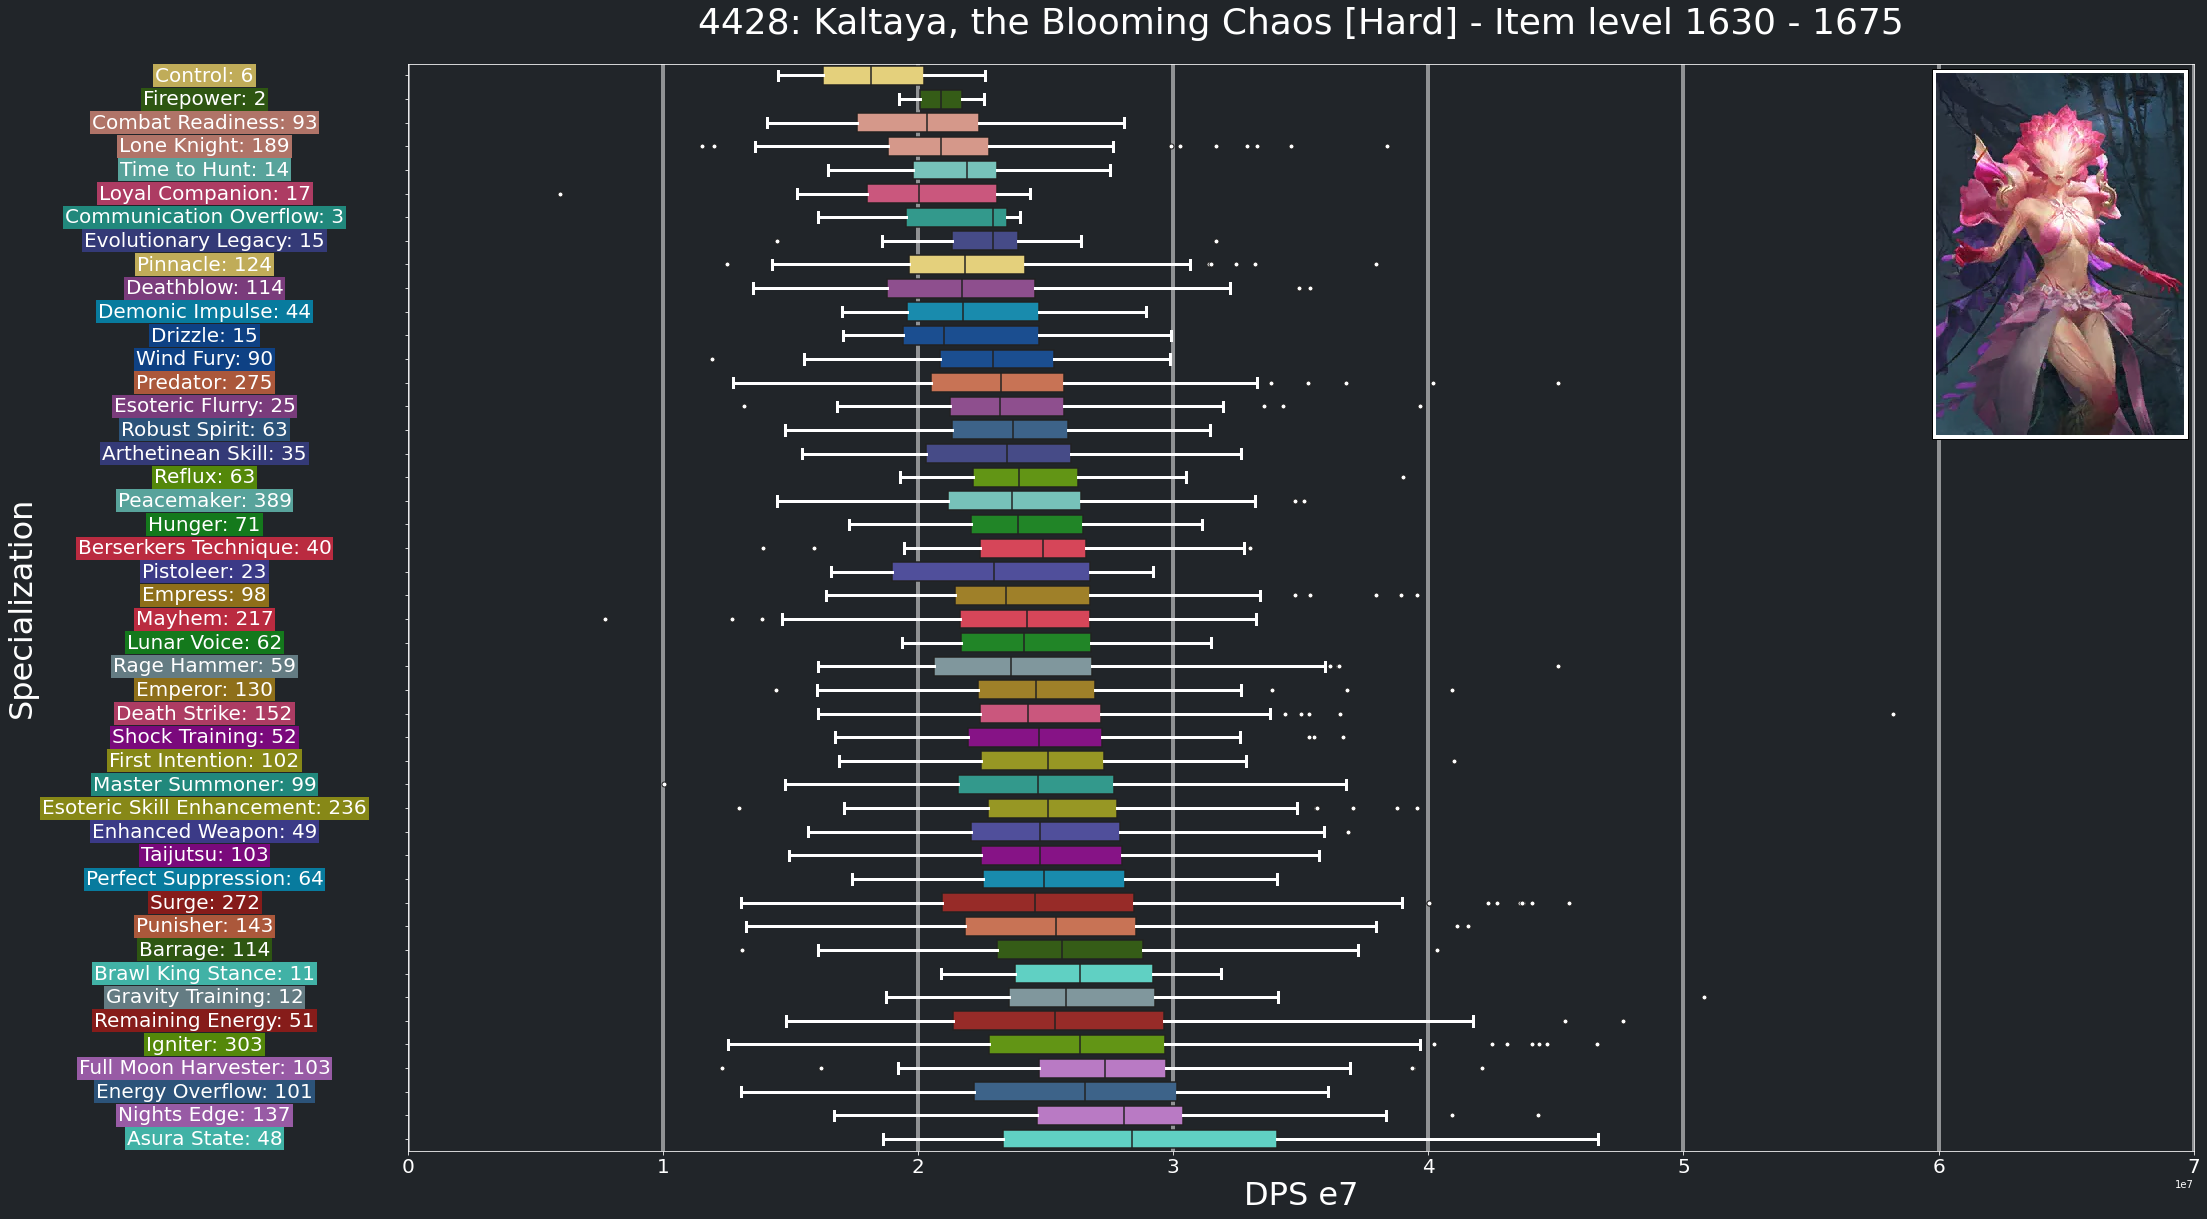 4428: Kaltaya, the Blooming Chaos [Hard] - Item level 1630 - 1675
Specialization
Control: 6
Firepower: 2
Combat Readiness: 93
Lone Knight: 189
Time to Hunt: 14
Loyal Companion: 17
Communication Overflow: 3
Evolutionary Legacy: 15
Pinnacle: 124
Deathblow: 114
Demonic Impulse: 44
Drizzle: 15
Wind Fury: 90
Predator: 275
Esoteric Flurry: 25
Robust Spirit: 63
Arthetinean Skill: 35
Reflux: 63
Peacemaker: 389
Hunger: 71
Berserkers Technique: 40
Pistoleer: 23
Empress: 98
Mayhem: 217
Lunar Voice: 62
Rage Hammer: 59
Emperor: 130
Death Strike: 152
Shock Training: 52
First Intention: 102
Master Summoner: 99
Esoteric Skill Enhancement: 236
Enhanced Weapon: 49
Taijutsu: 103
Perfect Suppression: 64
Surge: 272
Punisher: 143
Barrage: 114
Brawl King Stance: 11
Gravity Training: 12
Remaining Energy: 51
Igniter: 303
Full Moon Harvester: 103
Energy Overflow: 101
Nights Edge: 137
Asura State: 48
0 1 2 3 4 5 6 7
1e7
DPS e7